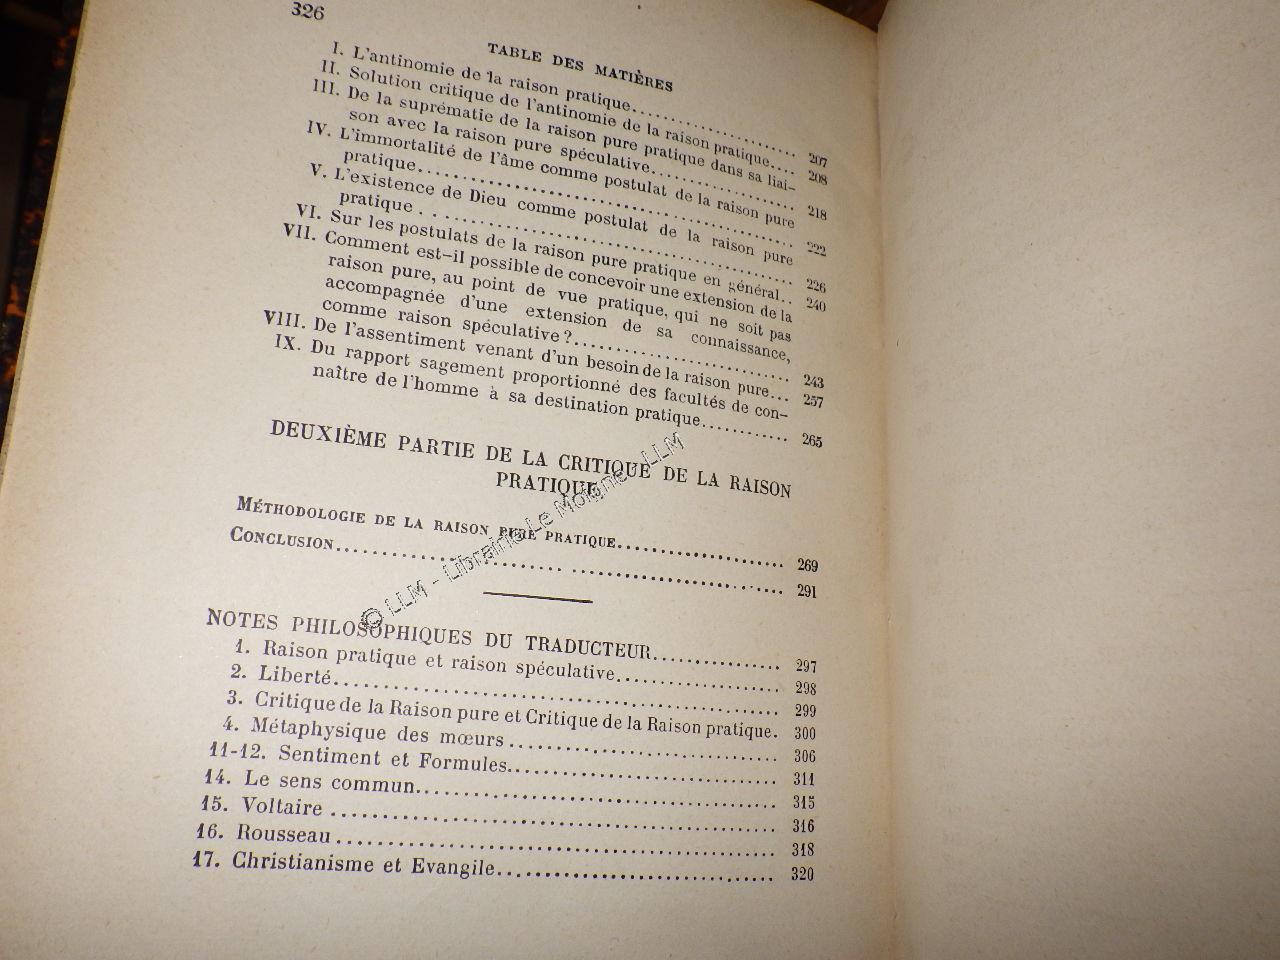 326
TABLE DES MATIÈRES
I. L'antinomie de la raison pratique........................ 207
II. Solution critique de l'antinomie de la raison pratique.... 208
III. De la suprématie de la raison pure pratique dans sa liai-
son avec la raison pure spéculative.................... 218
IV. L'immortalité de l'âme comme postulat de la raison pure
pratique............................................ 222
V. L'existence de Dieu comme postulat de la raison pure
pratique............................................ 226
VI. Sur les postulats de la raison pure pratique en général.. 240
VII. Comment est-il possible de concevoir une extension de la
raison pure, au point de vue pratique, qui ne soit pas
accompagnée d'une extension de sa connaissance,
comme raison spéculative ?.......................... 243
VIII. De l'assentiment venant d'un besoin de la raison pure... 257
IX. Du rapport sagement proportionné des facultés de con-
naître de l'homme à sa destination pratique............ 265
DEUXIÈME PARTIE DE LA CRITIQUE DE LA RAISON
PRATIQUE
MÉTHODOLOGIE DE LA RAISON PURE PRATIQUE...................... 269
CONCLUSION.................................................. 291
NOTES PHILOSOPHIQUES DU TRADUCTEUR................ 297
1. Raison pratique et raison spéculative.................... 298
2. Liberté.................................................. 299
3. Critique de la Raison pure et Critique de la Raison pratique. 300
4. Métaphysique des mœurs.............................. 306
11-12. Sentiment et Formules.............................. 311
14. Le sens commun........................................ 315
15. Voltaire................................................ 316
16. Rousseau............................................... 318
17. Christianisme et Evangile............................... 320
© LLM - Librairie Le Moigne - LLM